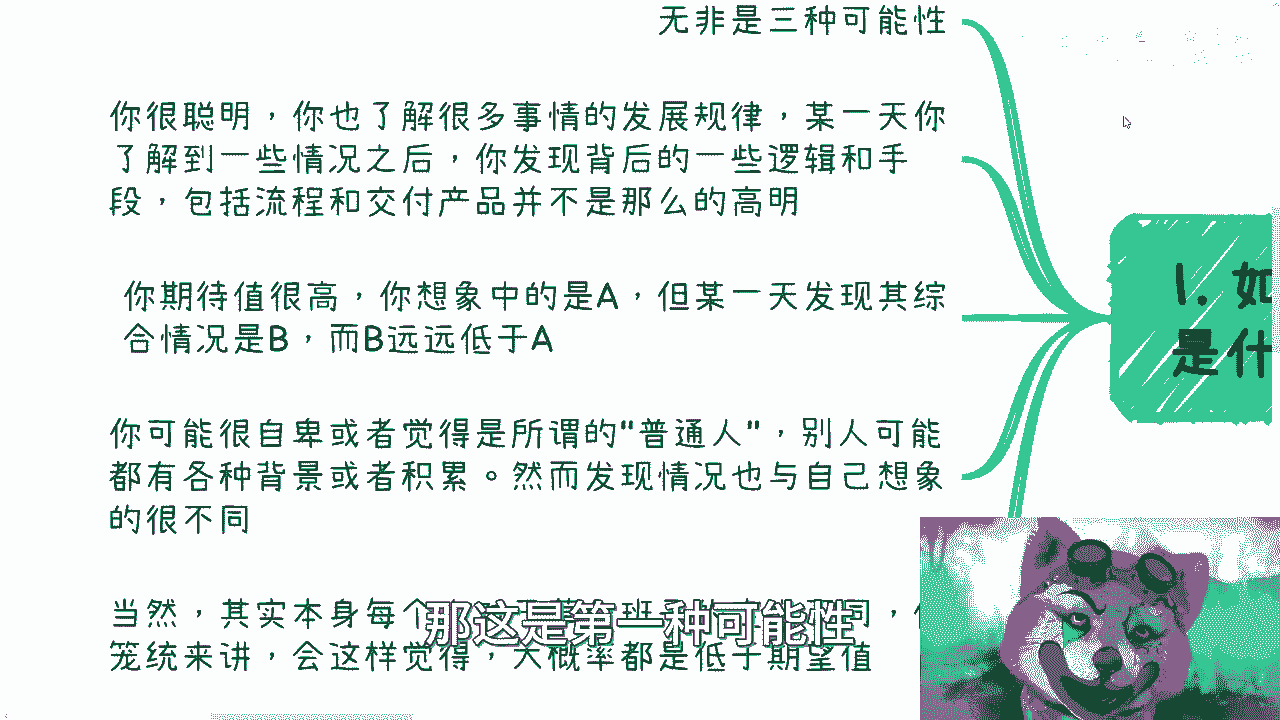 无非是三种可能性
你很聪明，你也了解很多事情的发展规律，某一天你
了解到一些情况之后，你发现背后的一些逻辑和手
段，包括流程和交付产品并不是那么的高明
你期待值很高，你想象中的是A，但某一天发现其综
合情况是B，而B远远低于A
你可能很自卑或者觉得是所谓的"普通人"，别人可能
都有各种背景或者积累。然而发现情况也与自己想象
的很不同
当然，其实本身每个
笼统来讲，会这样觉得，大概率都是低于期望值
那这是第一种可能性
1. 如
是什